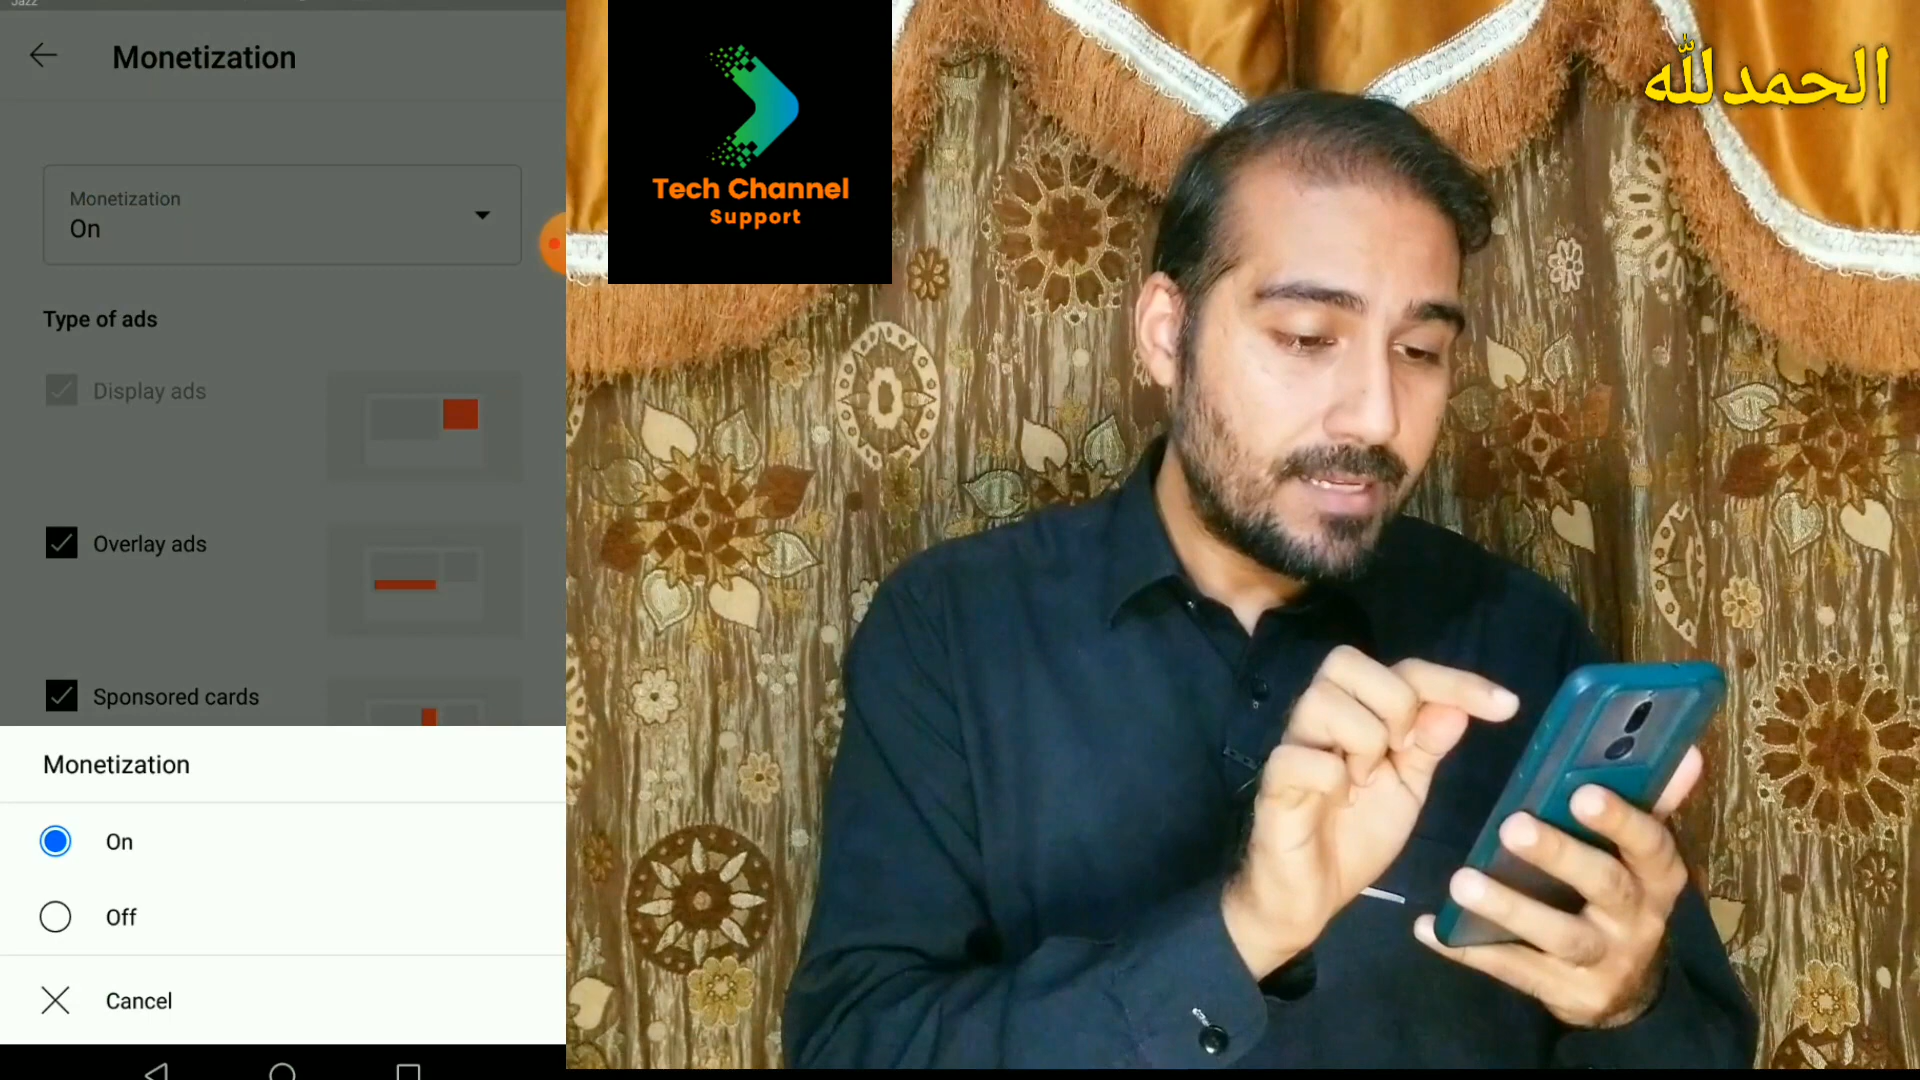 Jazz
Monetization
Monetization
On
Type of ads
Display ads
Overlay ads
Sponsored cards
Monetization
On
Off
Cancel
Tech Channel
Support
الحمدللہ